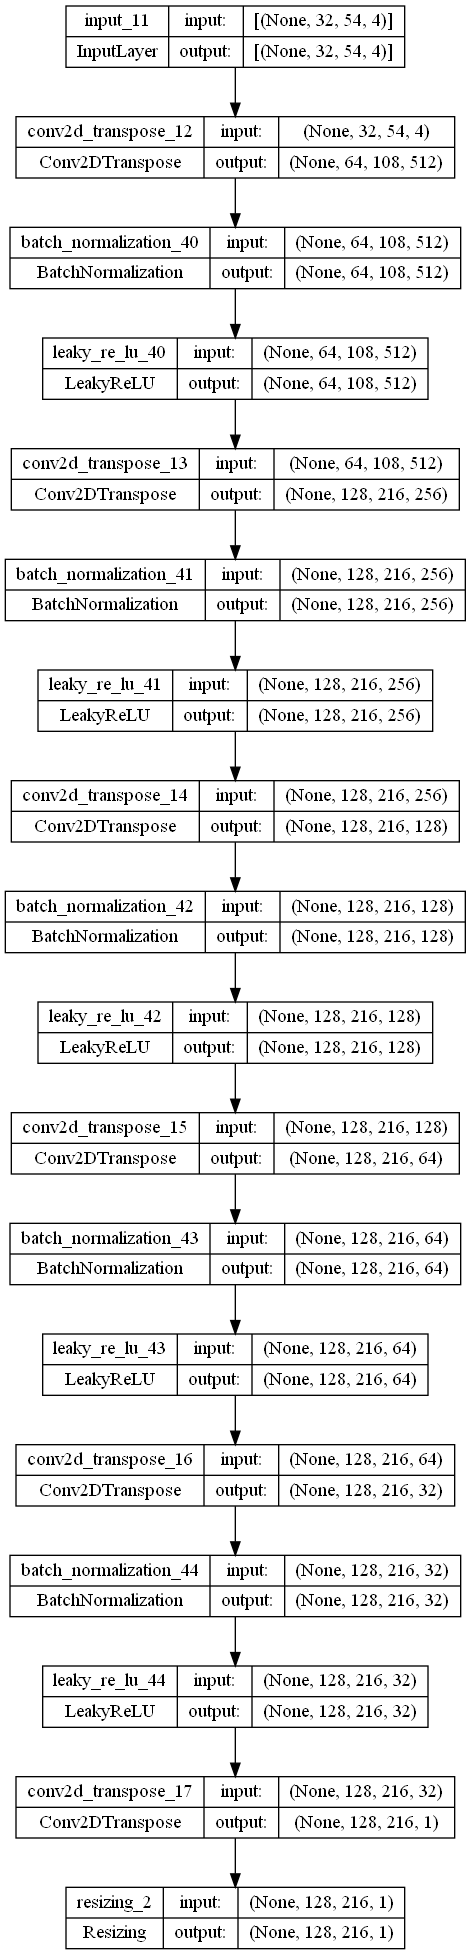 input_11 input: [(None, 32, 54, 4)]
InputLayer output: [(None, 32, 54, 4)]
conv2d_transpose_12 input: (None, 32, 54, 4)
Conv2DTranspose output: (None, 64, 108, 512)
batch_normalization_40 input: (None, 64, 108, 512)
BatchNormalization output: (None, 64, 108, 512)
leaky_re_lu_40 input: (None, 64, 108, 512)
LeakyReLU output: (None, 64, 108, 512)
conv2d_transpose_13 input: (None, 64, 108, 512)
Conv2DTranspose output: (None, 128, 216, 256)
batch_normalization_41 input: (None, 128, 216, 256)
BatchNormalization output: (None, 128, 216, 256)
leaky_re_lu_41 input: (None, 128, 216, 256)
LeakyReLU output: (None, 128, 216, 256)
conv2d_transpose_14 input: (None, 128, 216, 256)
Conv2DTranspose output: (None, 128, 216, 128)
batch_normalization_42 input: (None, 128, 216, 128)
BatchNormalization output: (None, 128, 216, 128)
leaky_re_lu_42 input: (None, 128, 216, 128)
LeakyReLU output: (None, 128, 216, 128)
conv2d_transpose_15 input: (None, 128, 216, 128)
Conv2DTranspose output: (None, 128, 216, 64)
batch_normalization_43 input: (None, 128, 216, 64)
BatchNormalization output: (None, 128, 216, 64)
leaky_re_lu_43 input: (None, 128, 216, 64)
LeakyReLU output: (None, 128, 216, 64)
conv2d_transpose_16 input: (None, 128, 216, 64)
Conv2DTranspose output: (None, 128, 216, 32)
batch_normalization_44 input: (None, 128, 216, 32)
BatchNormalization output: (None, 128, 216, 32)
leaky_re_lu_44 input: (None, 128, 216, 32)
LeakyReLU output: (None, 128, 216, 32)
conv2d_transpose_17 input: (None, 128, 216, 32)
Conv2DTranspose output: (None, 128, 216, 1)
resizing_2 input: (None, 128, 216, 1)
Resizing output: (None, 128, 216, 1)